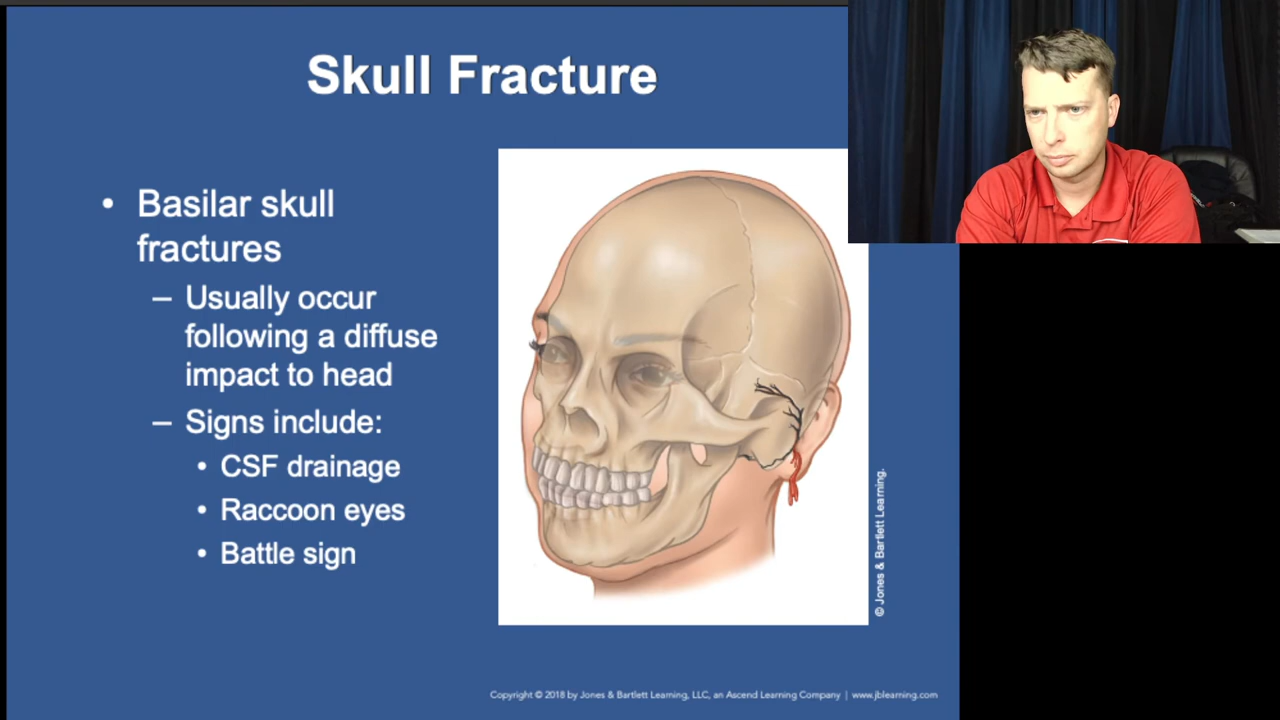 Skull Fracture
• Basilar skull
fractures
– Usually occur
following a diffuse
impact to head
– Signs include:
• CSF drainage
• Raccoon eyes
• Battle sign
© Jones & Bartlett Learning.
Copyright © 2018 by Jones & Bartlett Learning, LLC, an Ascend Learning Company | www.jblearning.com